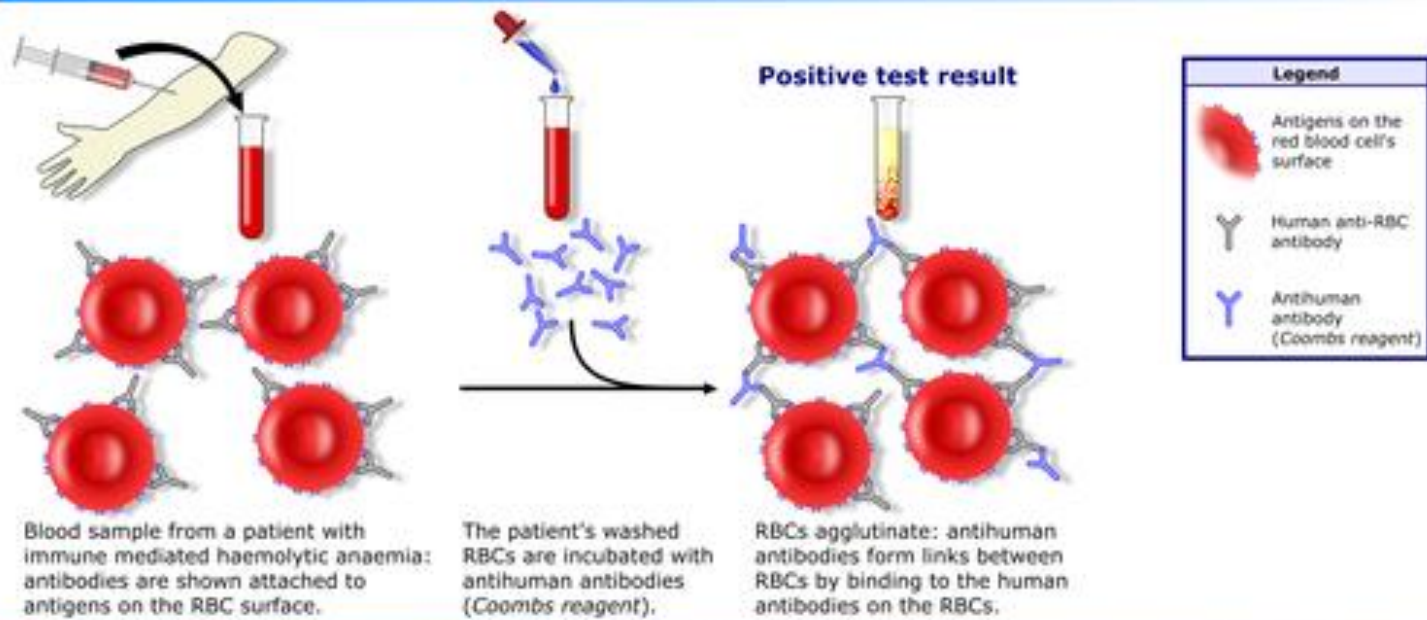 Positive test result
Legend
Antigens on the
red blood cell's
surface
Human anti-RBC
antibody
Antihuman
antibody
(Coombs reagent)
Blood sample from a patient with
immune mediated haemolytic anaemia:
antibodies are shown attached to
antigens on the RBC surface.
The patient's washed
RBCs are incubated with
antihuman antibodies
(Coombs reagent).
RBCs agglutinate: antihuman
antibodies form links between
RBCs by binding to the human
antibodies on the RBCs.